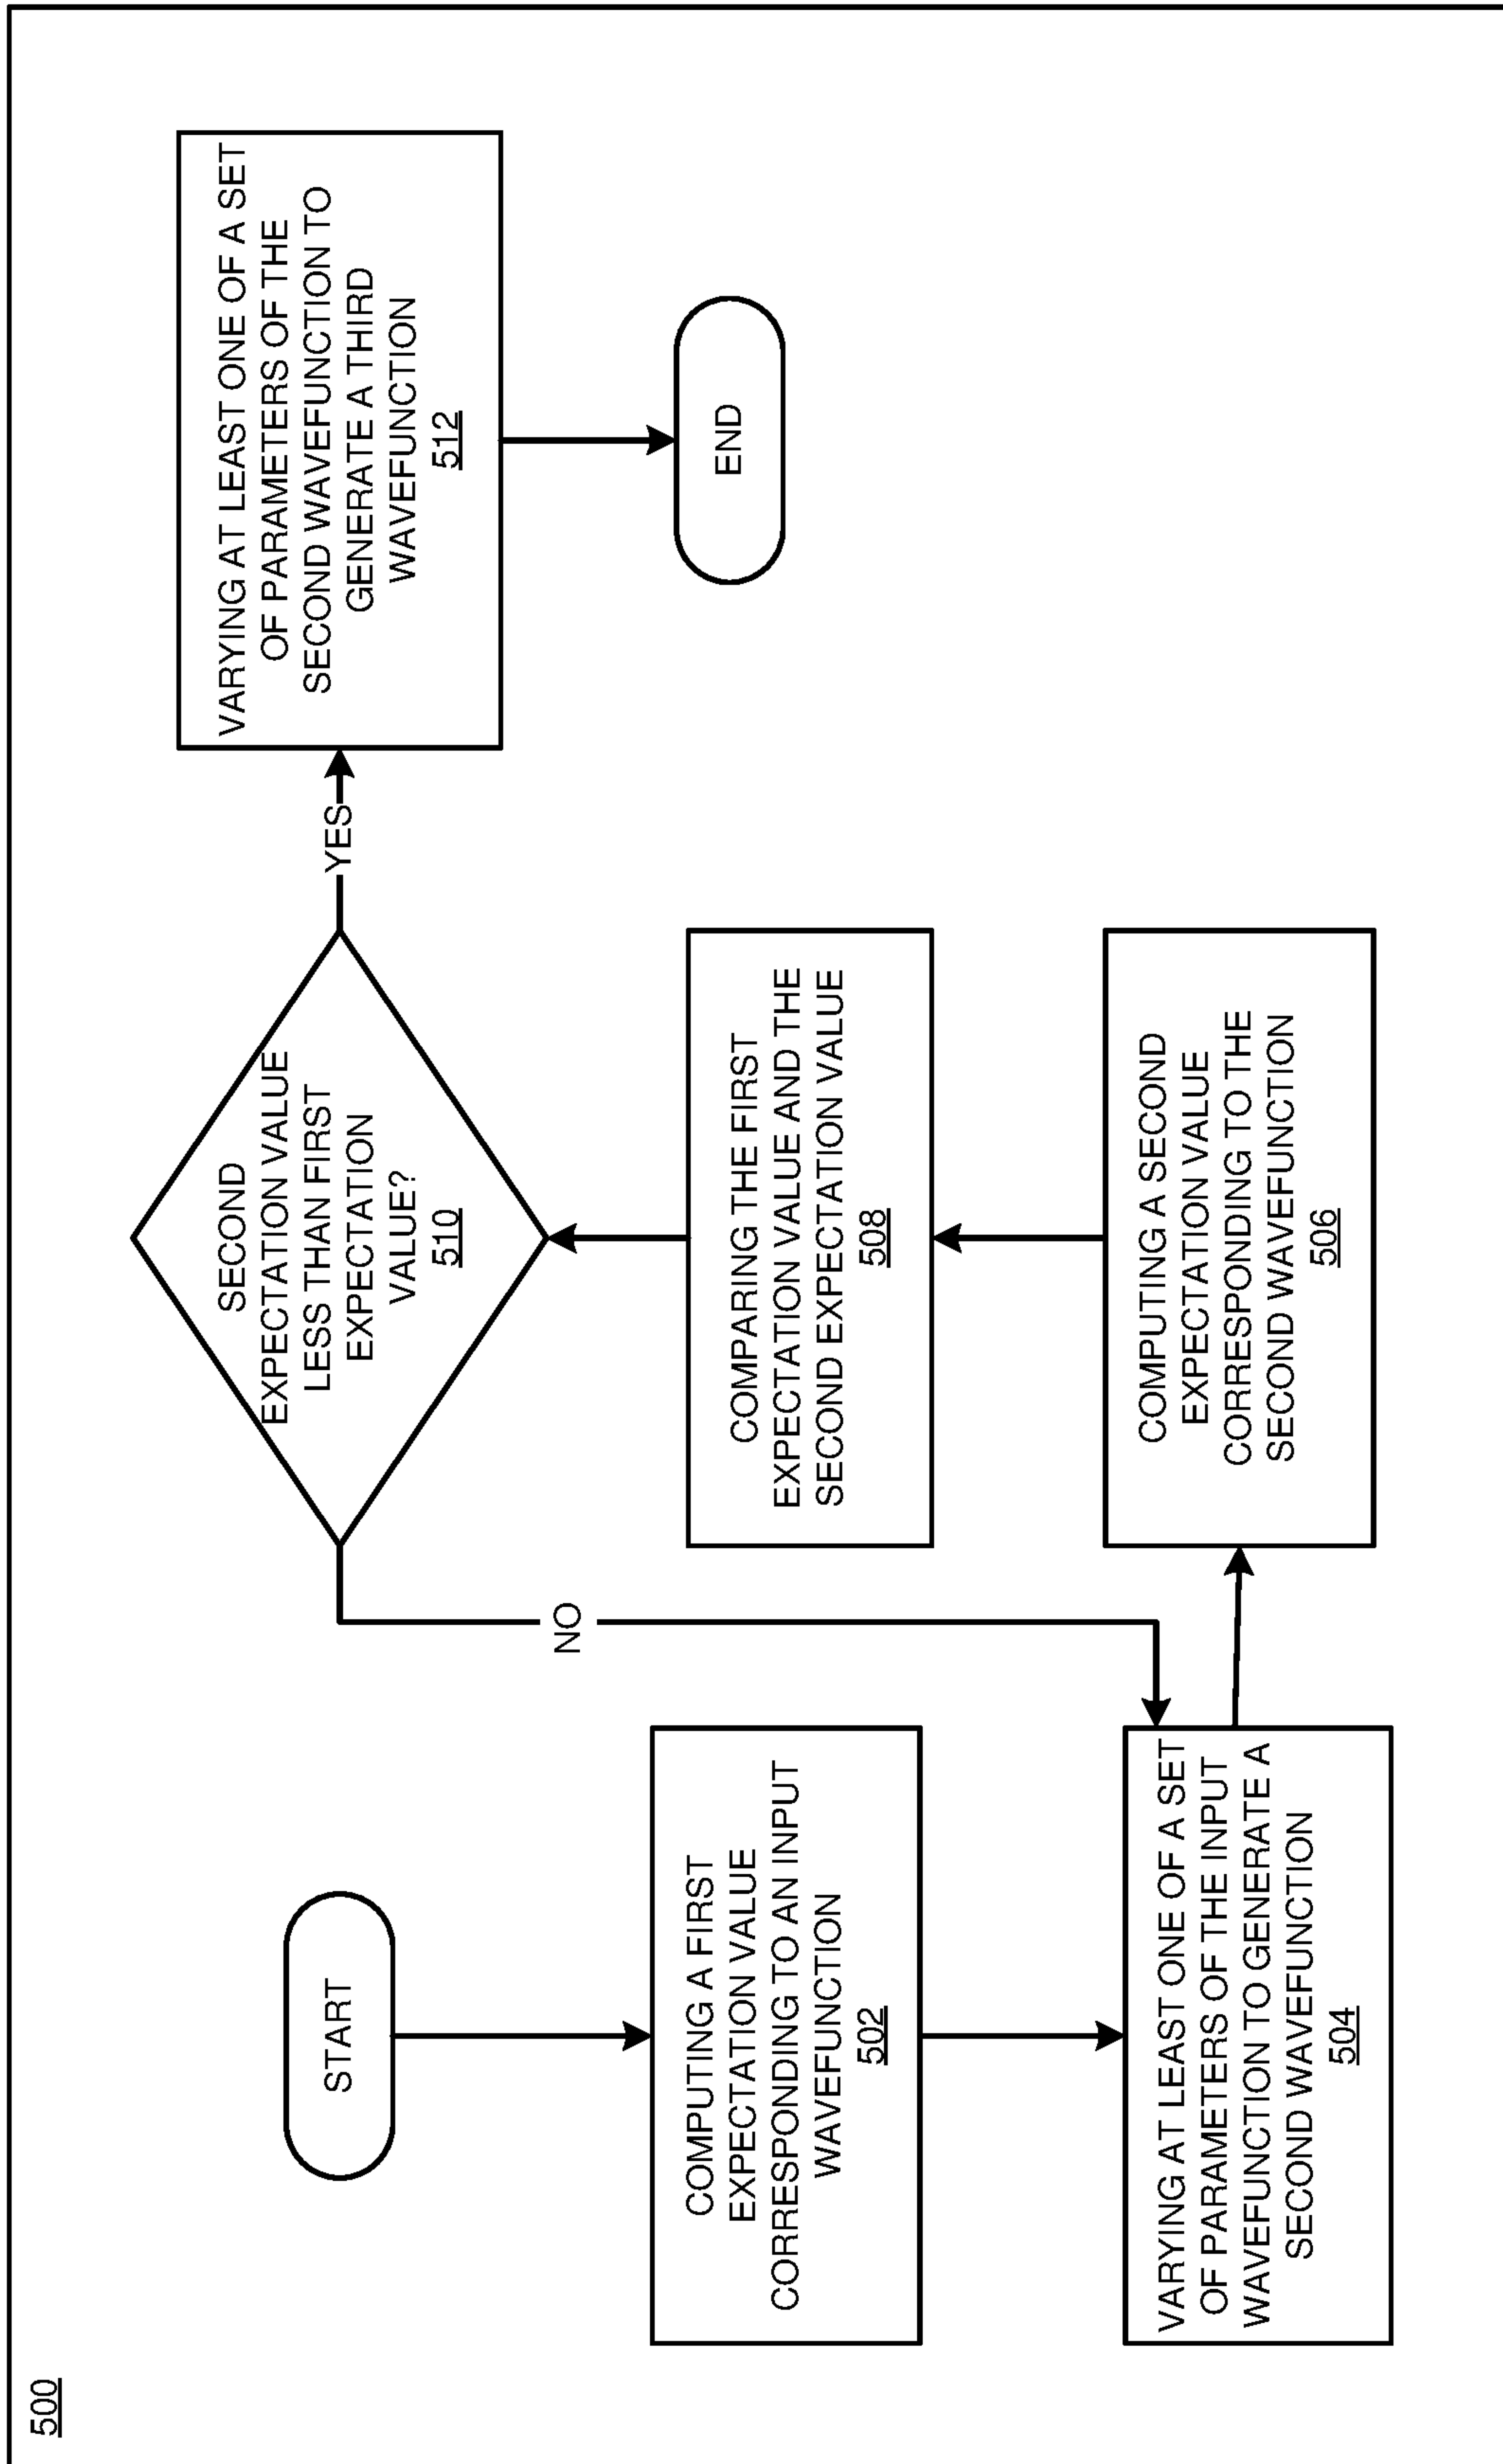 500
START
COMPUTING A FIRST
EXPECTATION VALUE
CORRESPONDING TO AN INPUT
WAVEFUNCTION
502
VARYING AT LEAST ONE OF A SET
OF PARAMETERS OF THE INPUT
WAVEFUNCTION TO GENERATE A
SECOND WAVEFUNCTION
504
COMPUTING A SECOND
EXPECTATION VALUE
CORRESPONDING TO THE
SECOND WAVEFUNCTION
506
COMPARING THE FIRST
EXPECTATION VALUE AND THE
SECOND EXPECTATION VALUE
508
SECOND
EXPECTATION VALUE
LESS THAN FIRST
EXPECTATION
VALUE?
510
NO
YES
VARYING AT LEAST ONE OF A SET
OF PARAMETERS OF THE
SECOND WAVEFUNCTION TO
GENERATE A THIRD
WAVEFUNCTION
512
END